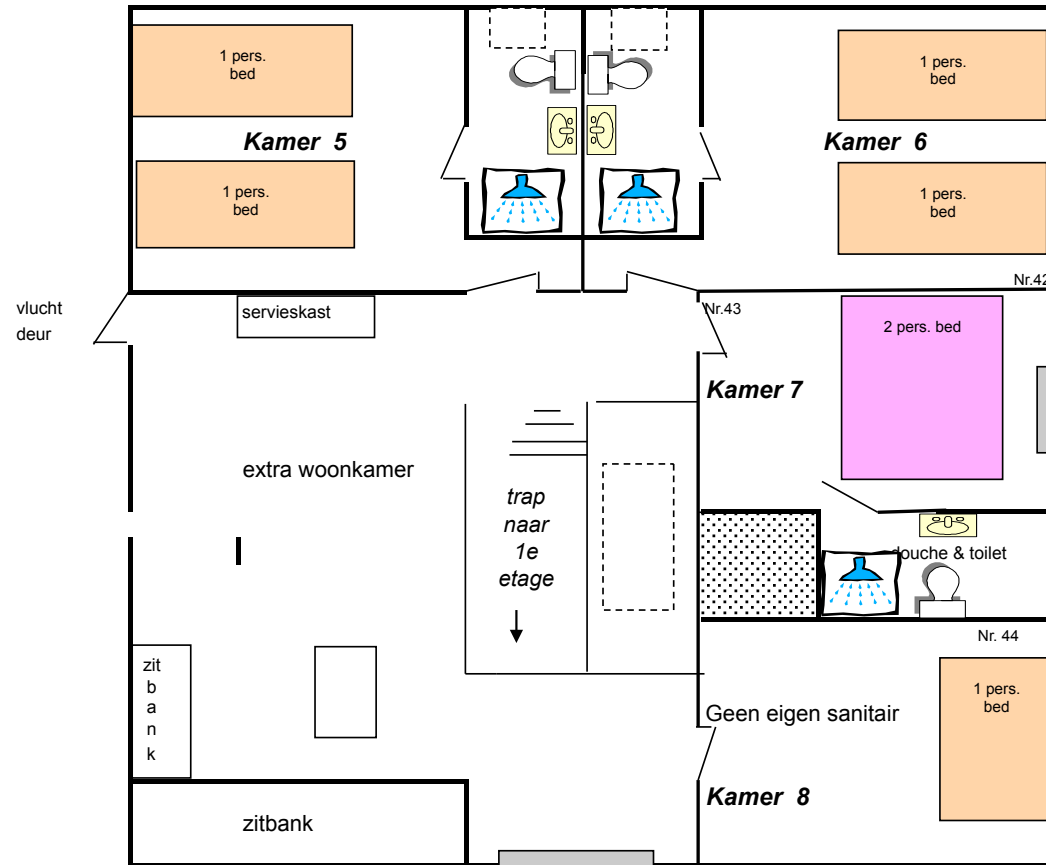 1 pers.
bed
1 pers.
bed
Kamer 5
Kamer 6
1 pers.
bed
1 pers.
bed
Nr.42
vlucht
deur
servieskast
Nr.43
2 pers. bed
Kamer 7
extra woonkamer
trap
naar
1e
etage
douche & toilet
Nr. 44
zit
b
a
n
k
1 pers.
bed
Geen eigen sanitair
Kamer 8
zitbank